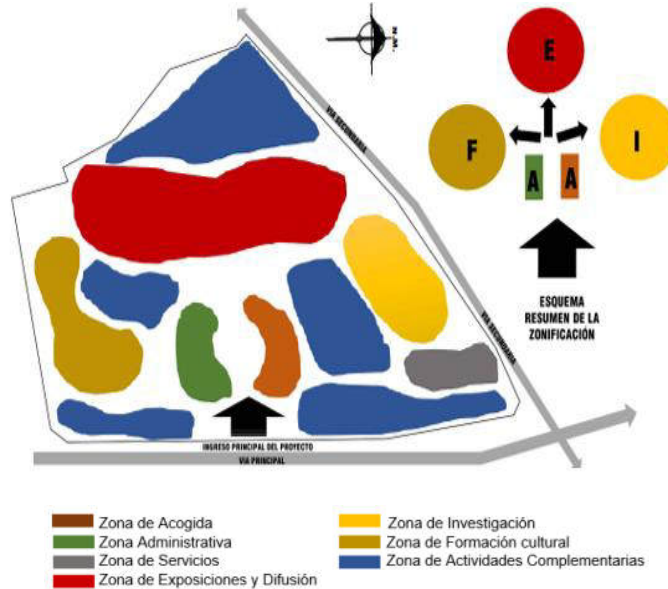 VIA SECUNDARIA
E
F
I
A
A
ESQUEMA
RESUMEN DE LA
ZONIFICACIÓN
VIA SECUNDARIA
INGRESO PRINCIPAL DEL PROYECTO
VIA PRINCIPAL
Zona de Acogida
Zona Administrativa
Zona de Servicios
Zona de Exposiciones y Difusión
Zona de Investigación
Zona de Formación cultural
Zona de Actividades Complementarias